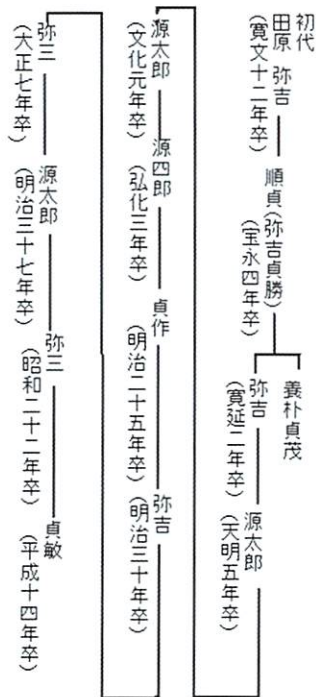 初代
田原 弥吉
(寛文十二年卒)
順貞(弥吉貞勝)
(宝永四年卒)
養朴貞茂
弥吉
(寛延二年卒)
源太郎
(天明五年卒)
源太郎
(文化元年卒)
源四郎
(弘化三年卒)
貞作
(明治二十五年卒)
弥吉
(明治三十年卒)
弥三
(大正七年卒)
源太郎
(明治三十七年卒)
弥三
(昭和二十二年卒)
貞敏
(平成十四年卒)